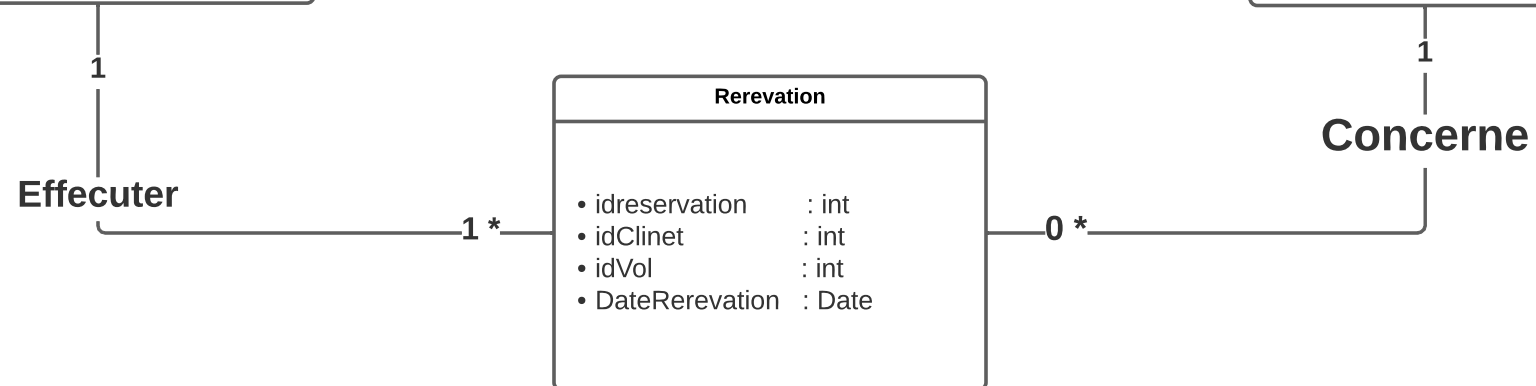 1
1
Rerevation
Concerne
Effecuter
• idreservation : int
1 *
0 *
• idClinet : int
• idVol : int
• DateRerevation : Date